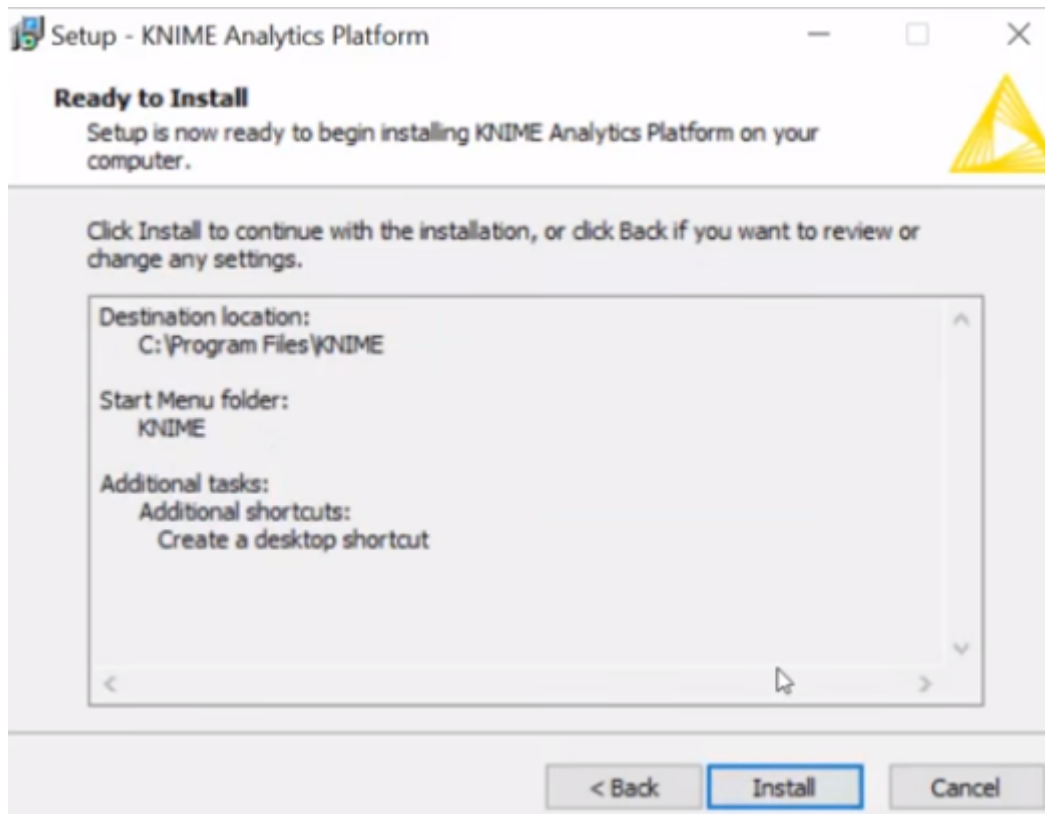 Setup - KNIME Analytics Platform
Ready to Install
Setup is now ready to begin installing KNIME Analytics Platform on your
computer.
Click Install to continue with the installation, or click Back if you want to review or
change any settings.
Destination location:
C:\Program Files\KNIME
Start Menu folder:
KNIME
Additional tasks:
Additional shortcuts:
Create a desktop shortcut
< Back
Install
Cancel